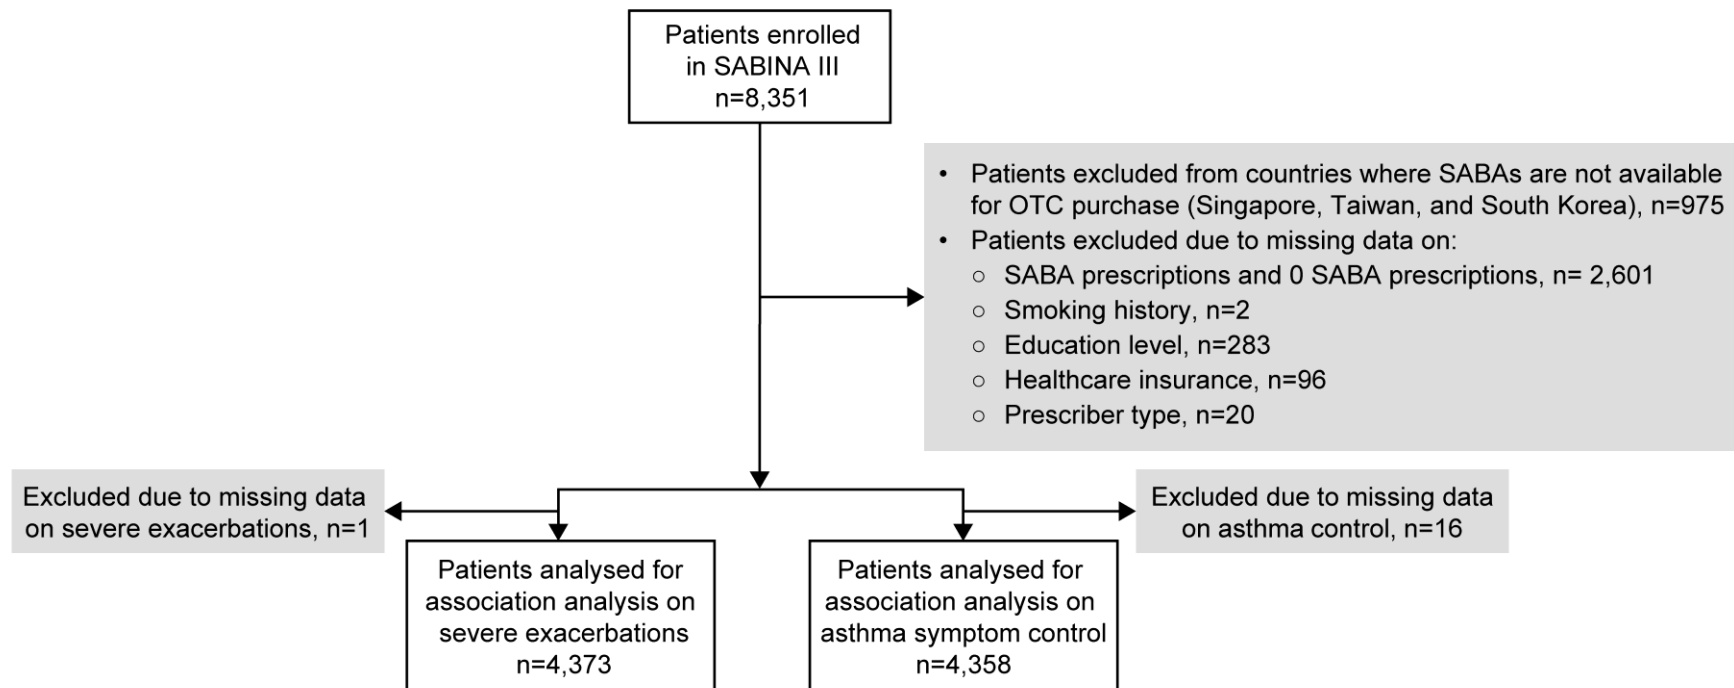 Patients enrolled
in SABINA III
n=8,351
• Patients excluded from countries where SABAs are not available
for OTC purchase (Singapore, Taiwan, and South Korea), n=975
• Patients excluded due to missing data on:
○ SABA prescriptions and 0 SABA prescriptions, n= 2,601
○ Smoking history, n=2
○ Education level, n=283
○ Healthcare insurance, n=96
○ Prescriber type, n=20
Excluded due to missing data
on severe exacerbations, n=1
Excluded due to missing data
on asthma control, n=16
Patients analysed for
association analysis on
severe exacerbations
n=4,373
Patients analysed for
association analysis on
asthma symptom control
n=4,358